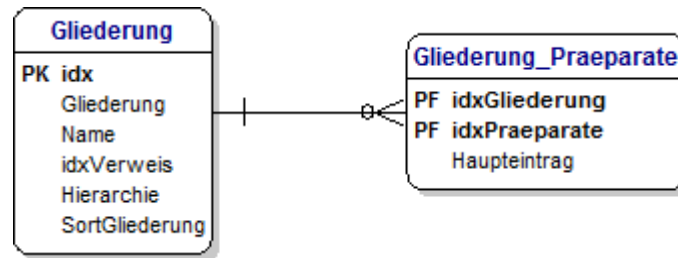 Gliederung
PK idx
Gliederung
Name
idxVerweis
Hierarchie
SortGliederung
Gliederung_Praeparate
PF idxGliederung
PF idxPraeparate
Haupteintrag